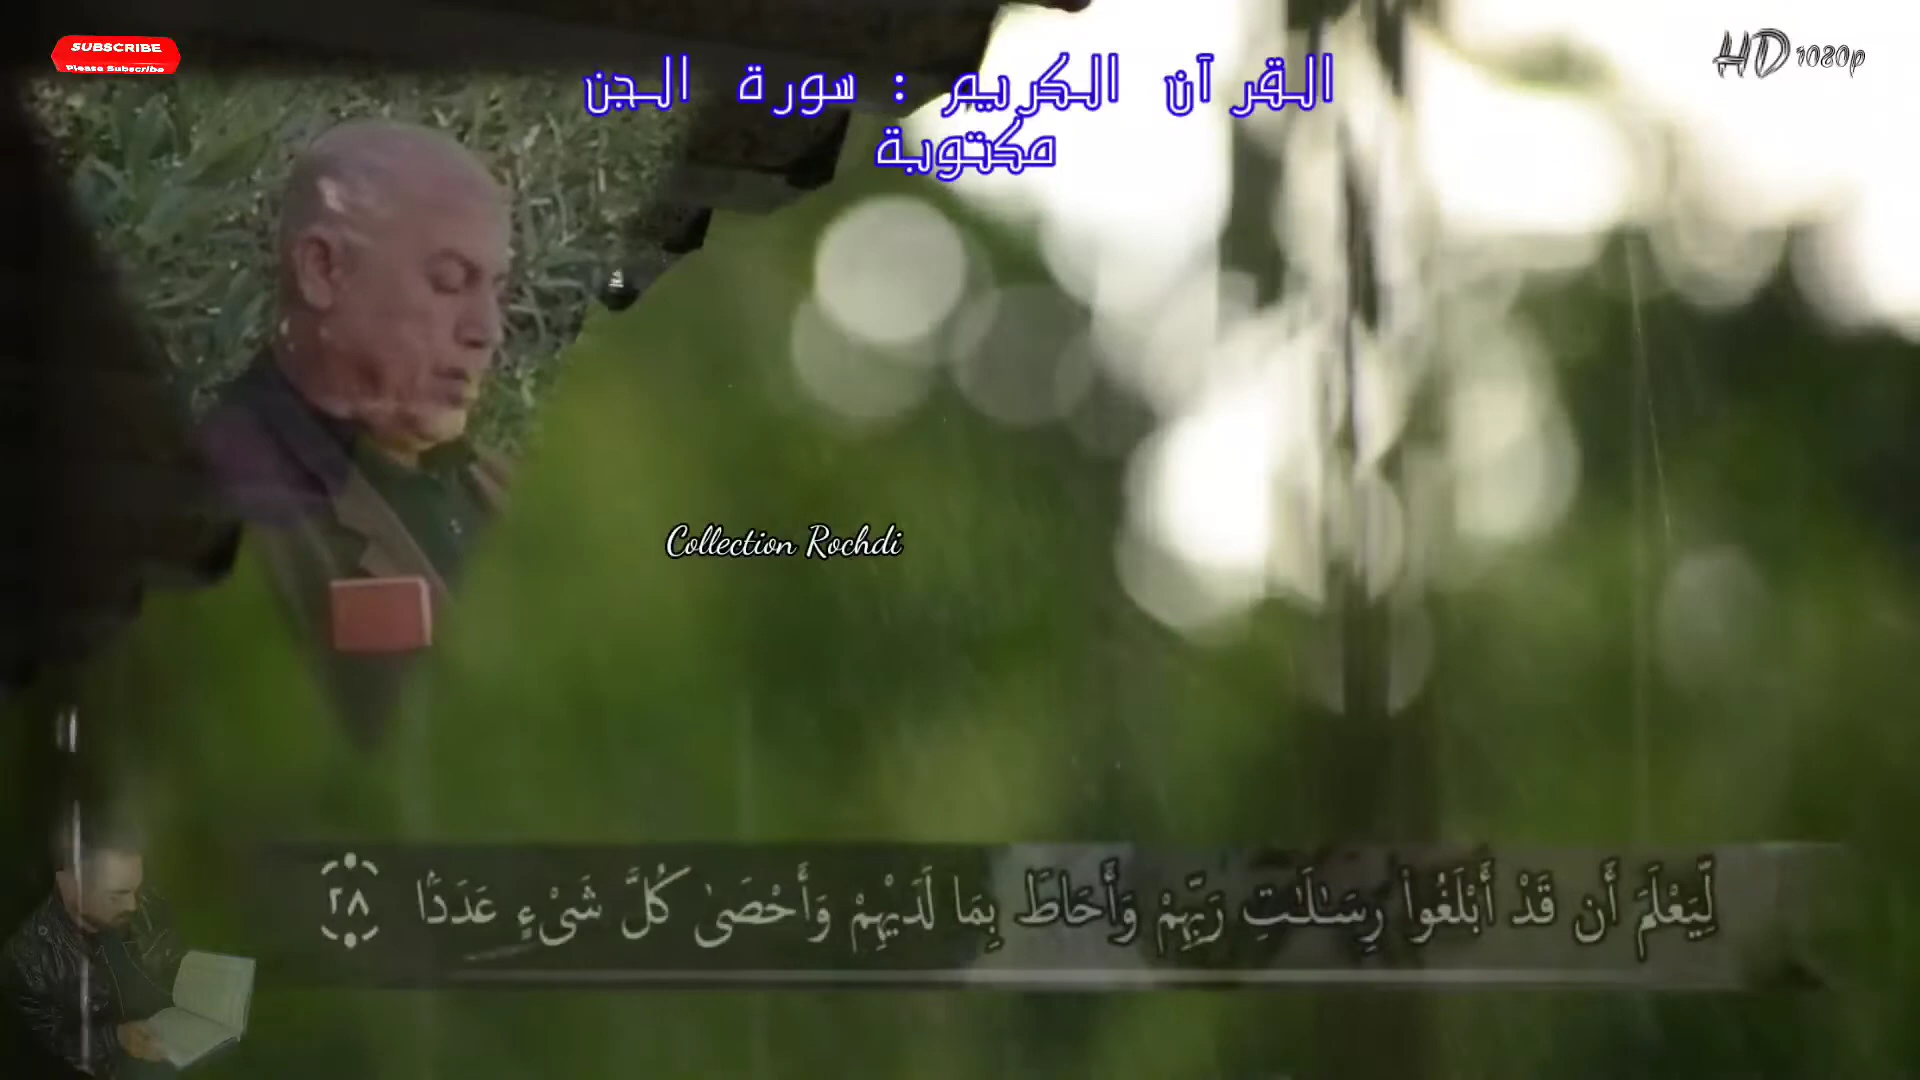 SUBSCRIBE
Please Subscribe
HD 1080p
القرآن الكريم : سورة الجن
مكتوبة
Collection Rochdi
لِّيَعْلَمَ أَن قَدْ أَبْلَغُوا۟ رِسَـٰلَـٰتِ رَبِّهِمْ وَأَحَاطَ بِمَا لَدَيْهِمْ وَأَحْصَىٰ كُلَّ شَىْءٍ عَدَدًۢا ٢٨